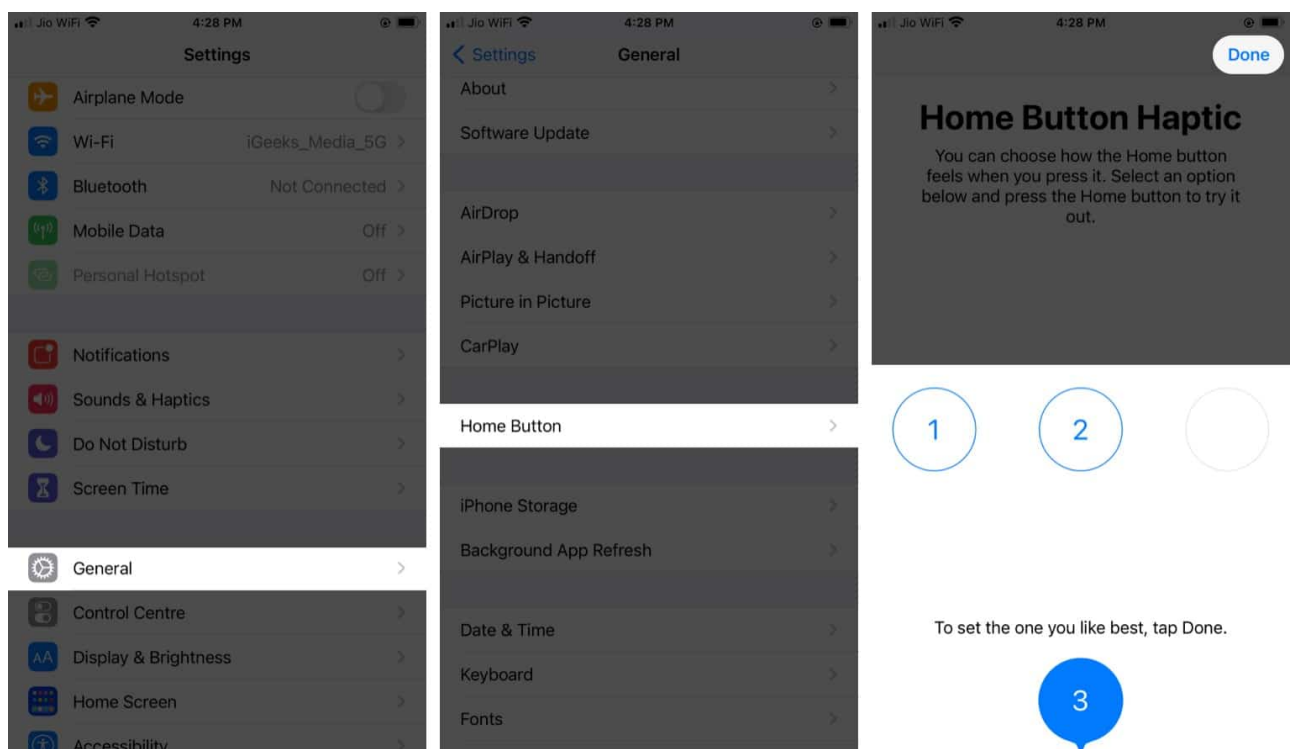 Jio WiFi 4:28 PM
Settings
Airplane Mode
Wi-Fi iGeeks_Media_5G
Bluetooth Not Connected
Mobile Data Off
Personal Hotspot Off
Notifications
Sounds & Haptics
Do Not Disturb
Screen Time
General
Control Centre
AA Display & Brightness
Home Screen
Accessibility
Jio WiFi 4:28 PM
Settings General
About
Software Update
AirDrop
AirPlay & Handoff
Picture in Picture
CarPlay
Home Button
iPhone Storage
Background App Refresh
Date & Time
Keyboard
Fonts
Jio WiFi 4:28 PM
Done
Home Button Haptic
You can choose how the Home button
feels when you press it. Select an option
below and press the Home button to try it
out.
1 2
To set the one you like best, tap Done.
3